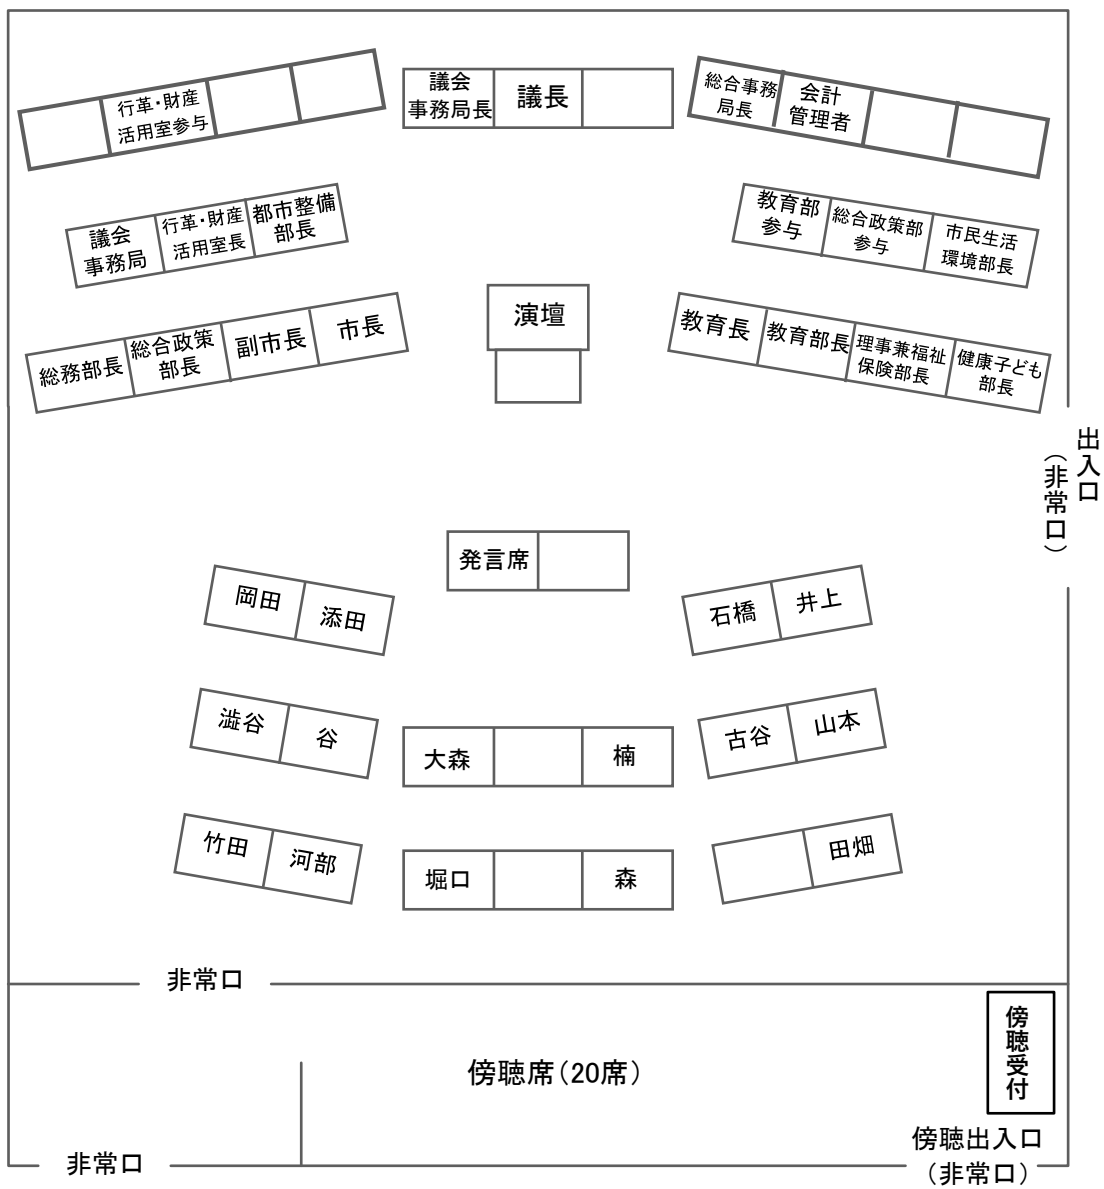 行革・財産
活用室参与
議会
事務局長
議長
総合事務
局長
会計
管理者
議会
事務局
行革・財産
活用室長
都市整備
部長
教育部
参与
総合政策部
参与
市民生活
環境部長
総務部長
総合政策
部長
副市長
市長
演壇
教育長
教育部長
理事兼福祉
保険部長
健康子ども
部長
出入口
（非常口）
発言席
岡田
添田
石橋
井上
澁谷
谷
大森
楠
古谷
山本
竹田
河部
堀口
森
田畑
非常口
傍聴席（20席）
傍聴受付
非常口
傍聴出入口
（非常口）